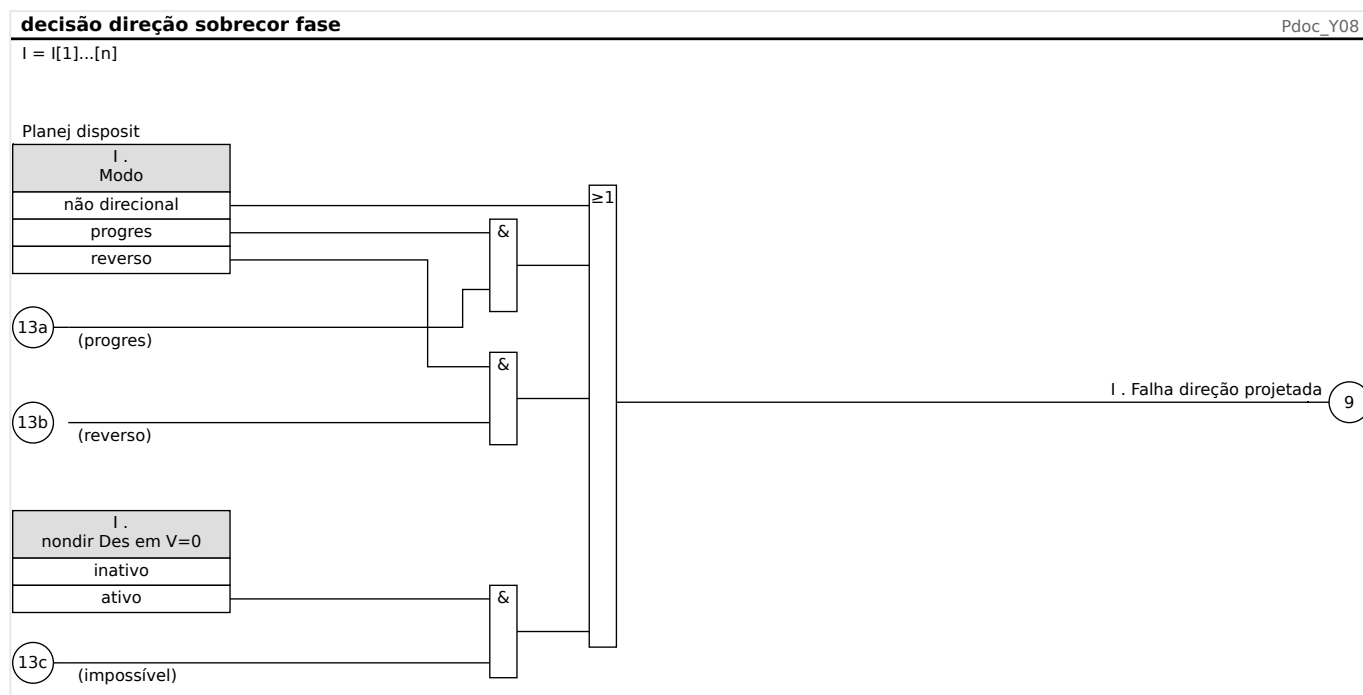 decisão direção sobrecor fase
Pdoc_Y08
I = I[1]...[n]
Planej disposit
I .
Modo
não direcional
progres
reverso
≥1
&
13a
(progres)
&
13b
(reverso)
I . Falha direção projetada
9
I .
nondir Des em V=0
inativo
ativo
&
13c
(impossível)